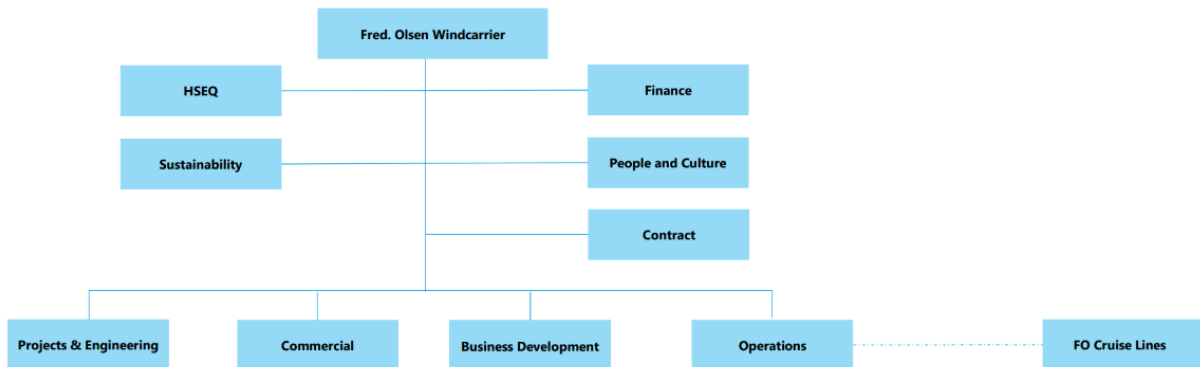 Fred. Olsen Windcarrier
HSEQ
Finance
Sustainability
People and Culture
Contract
Projects & Engineering
Commercial
Business Development
Operations
FO Cruise Lines